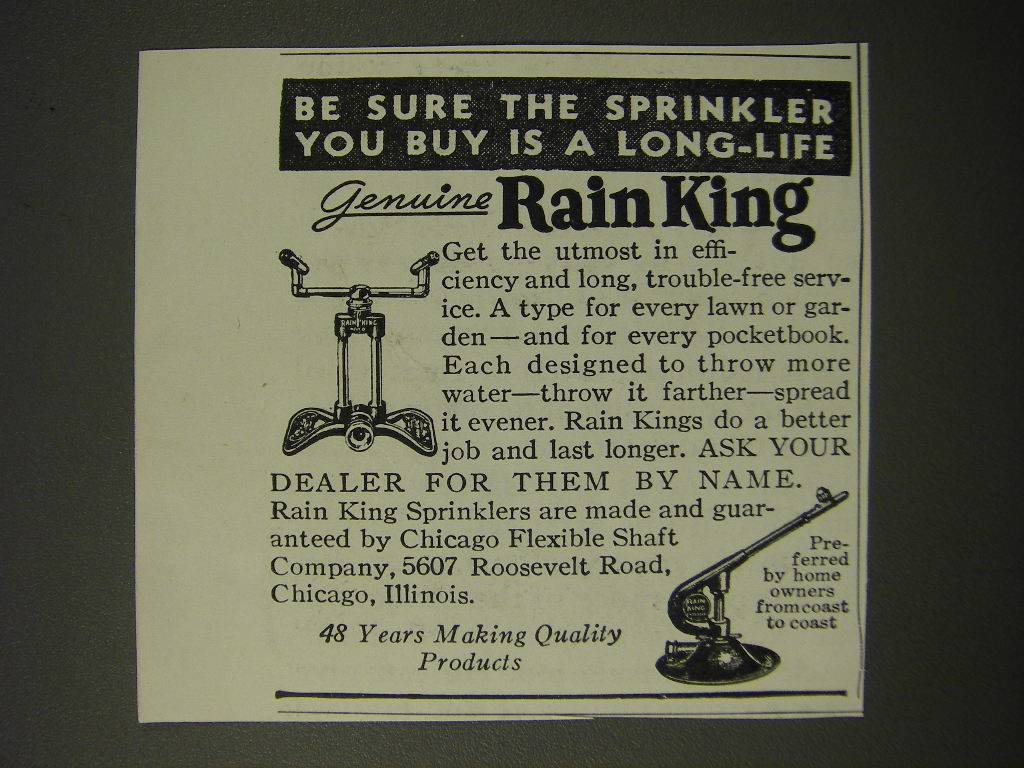 BE SURE THE SPRINKLER
YOU BUY IS A LONG-LIFE
Genuine Rain King
Get the utmost in effi-
ciency and long, trouble-free serv-
ice. A type for every lawn or gar-
den—and for every pocketbook.
Each designed to throw more
water—throw it farther—spread
it evener. Rain Kings do a better
job and last longer. ASK YOUR
DEALER FOR THEM BY NAME.
Rain King Sprinklers are made and guar-
anteed by Chicago Flexible Shaft
Company, 5607 Roosevelt Road,
Chicago, Illinois.
48 Years Making Quality
Products
RAIN KING
RAIN
KING
Pre-
ferred
by home
owners
from coast
to coast